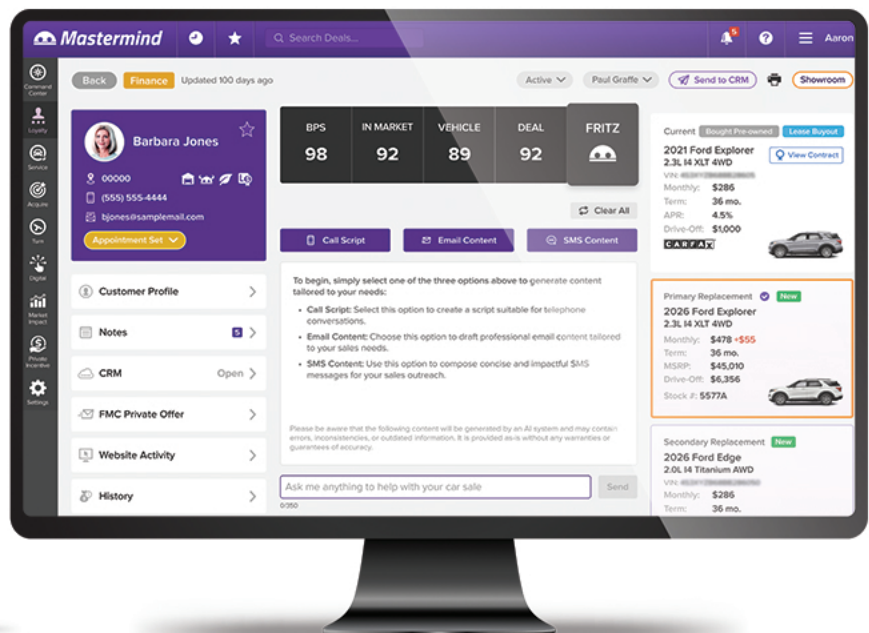 Mastermind
Search Deals...
5
Aaron
Command
Center
Loyalty
Service
Acquire
Turn
Digital
Market
Impact
Private
Incentive
Settings
Back
Finance
Updated 100 days ago
Active
Paul Graffe
Send to CRM
Showroom
Barbara Jones
00000
(555) 555-4444
bjones@samplemail.com
Appointment Set
Customer Profile
Notes
5
CRM
Open
FMC Private Offer
Website Activity
History
BPS
98
IN MARKET
92
VEHICLE
89
DEAL
92
FRITZ
Clear All
Call Script
Email Content
SMS Content
To begin, simply select one of the three options above to generate content
tailored to your needs:
• Call Script: Select this option to create a script suitable for telephone
conversations.
• Email Content: Choose this option to draft professional email content tailored
to your sales needs.
• SMS Content: Use this option to compose concise and impactful SMS
messages for your sales outreach.
Please be aware that the following content will be generated by an AI system and may contain
errors, inconsistencies, or outdated information. It is provided as-is without any warranties or
guarantees of accuracy.
Ask me anything to help with your car sale
Send
0/350
Current
Bought Pre-owned
Lease Buyout
2021 Ford Explorer
2.3L I4 XLT 4WD
View Contract
VIN:
Monthly: $286
Term: 36 mo.
APR: 4.5%
Drive-Off: $1,000
CARFAX
Primary Replacement
New
2026 Ford Explorer
2.3L I4 XLT 4WD
Monthly: $478 +$55
Term: 36 mo.
MSRP: $45,010
Drive-Off: $6,356
Stock #: 5577A
Secondary Replacement
New
2026 Ford Edge
2.0L I4 Titanium AWD
VIN:
Monthly: $286
Term: 36 mo.